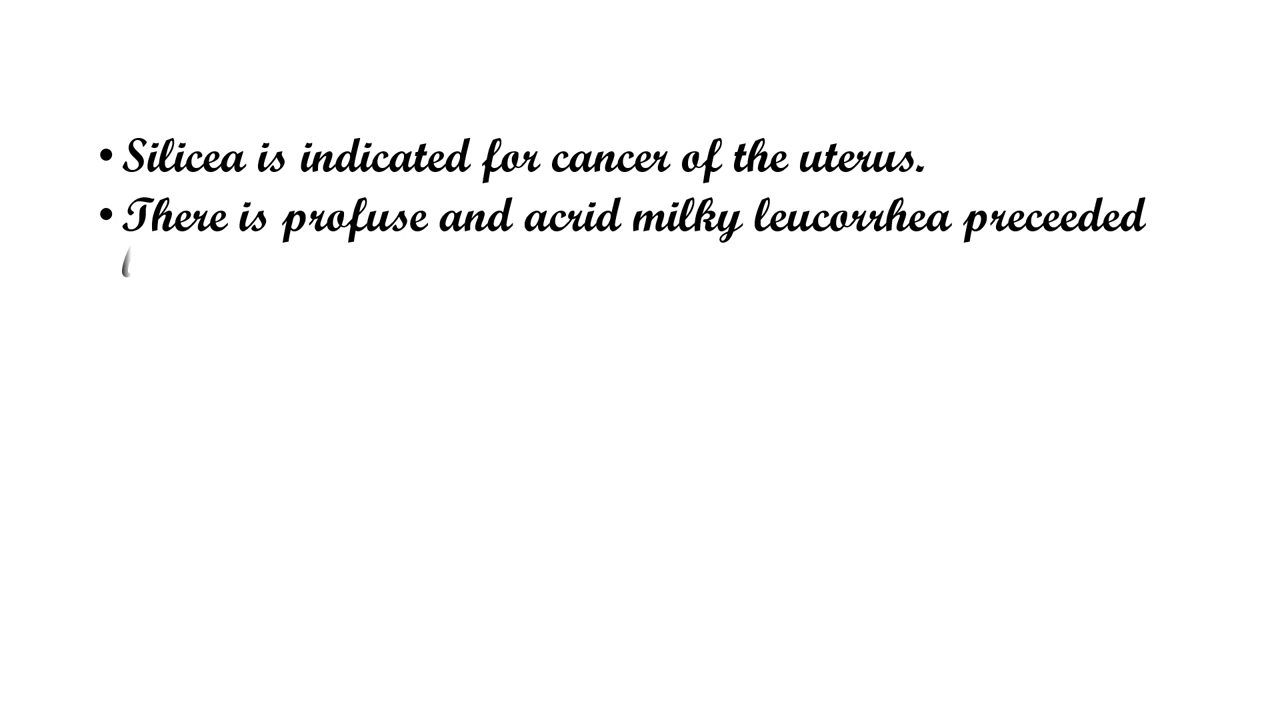 • Silicea is indicated for cancer of the uterus.
• There is profuse and acrid milky leucorrhea preceeded